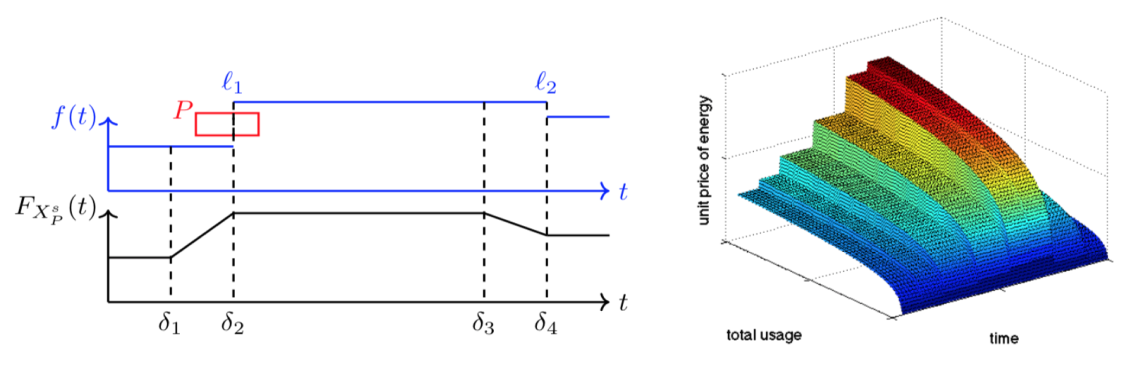 ℓ₁
ℓ₂
P
f(t)
t
F_{X_P^s}(t)
t
δ₁
δ₂
δ₃
δ₄
unit price of energy
total usage
time